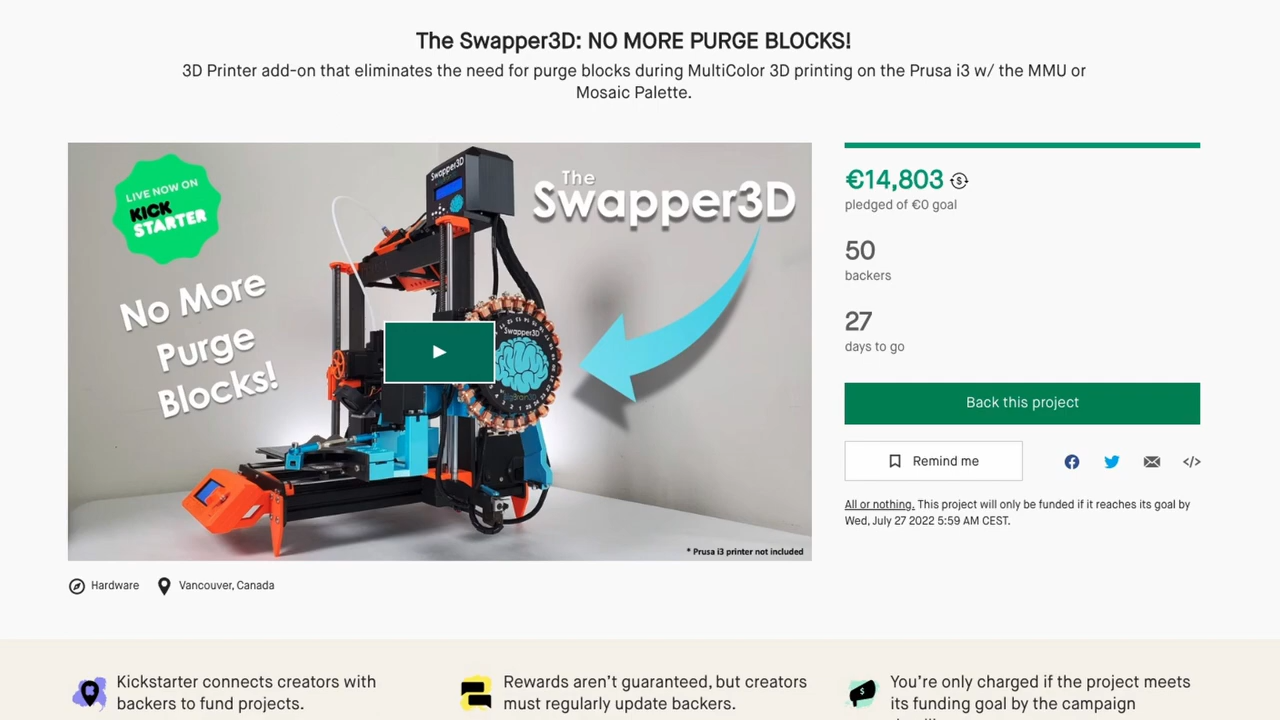 The Swapper3D: NO MORE PURGE BLOCKS!
3D Printer add-on that eliminates the need for purge blocks during MultiColor 3D printing on the Prusa i3 w/ the MMU or
Mosaic Palette.
LIVE NOW ON
KICK
STARTER
No More
Purge
Blocks!
Swapper3D
The
Swapper3D
Swapper3D
* Prusa i3 printer not included
€14,803
pledged of €0 goal
50
backers
27
days to go
Back this project
Remind me
All or nothing. This project will only be funded if it reaches its goal by
Wed, July 27 2022 5:59 AM CEST.
Hardware
Vancouver, Canada
Kickstarter connects creators with
backers to fund projects.
Rewards aren’t guaranteed, but creators
must regularly update backers.
You’re only charged if the project meets
its funding goal by the campaign